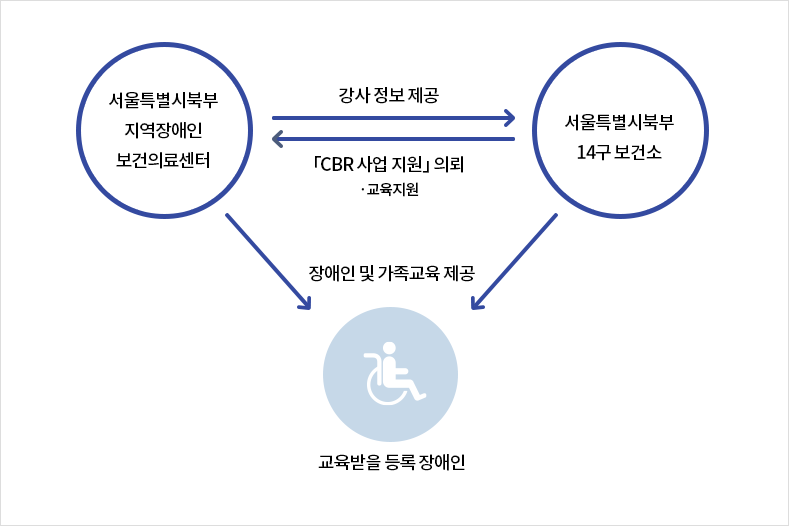 서울특별시북부
지역장애인
보건의료센터
강사 정보 제공
「CBR 사업 지원」 의뢰
·교육지원
서울특별시북부
14구 보건소
장애인 및 가족교육 제공
교육받을 등록 장애인